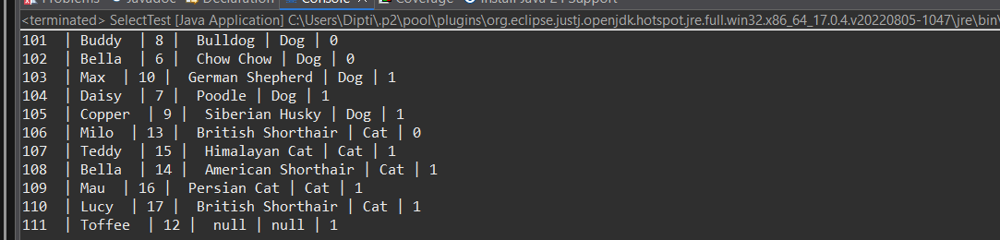 Problems Javadoc Declaration Console Coverage Install Java 21 Support
<terminated> SelectTest [Java Application] C:\Users\Dipti\.p2\pool\plugins\org.eclipse.justj.openjdk.hotspot.jre.full.win32.x86_64_17.0.4.v20220805-1047\jre\bin\
101 | Buddy | 8 | Bulldog | Dog | 0
102 | Bella | 6 | Chow Chow | Dog | 0
103 | Max | 10 | German Shepherd | Dog | 1
104 | Daisy | 7 | Poodle | Dog | 1
105 | Copper | 9 | Siberian Husky | Dog | 1
106 | Milo | 13 | British Shorthair | Cat | 0
107 | Teddy | 15 | Himalayan Cat | Cat | 1
108 | Bella | 14 | American Shorthair | Cat | 1
109 | Mau | 16 | Persian Cat | Cat | 1
110 | Lucy | 17 | British Shorthair | Cat | 1
111 | Toffee | 12 | null | null | 1